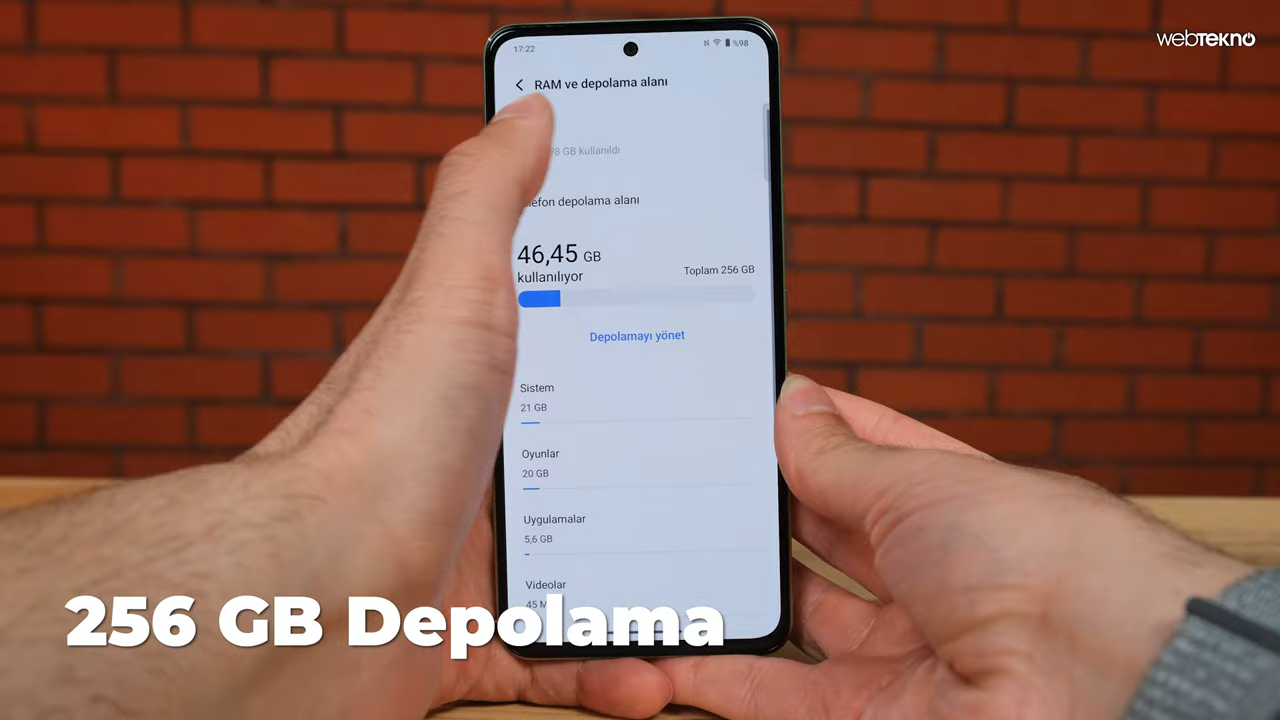 webTEKNO
17:22
%98
RAM ve depolama alanı
GB kullanıldı
depolama alanı
46,45 GB
kullanılıyor
Toplam 256 GB
Depolamayı yönet
Sistem
21 GB
Oyunlar
20 GB
Uygulamalar
5,6 GB
Videolar
45
256 GB Depolama